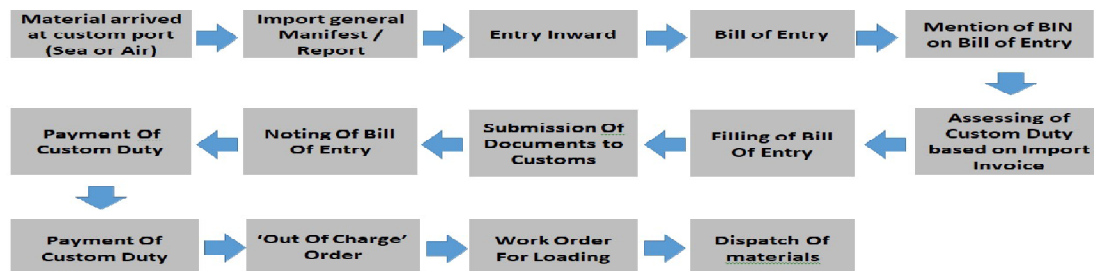 Material arrived
at custom port
(Sea or Air)
Import general
Manifest /
Report
Entry Inward
Bill of Entry
Mention of BIN
on Bill of Entry
Assessing of
Custom Duty
based on Import
Invoice
Filling of Bill
Of Entry
Submission Of
Documents to
Customs
Noting Of Bill
Of Entry
Payment Of
Custom Duty
Payment Of
Custom Duty
‘Out Of Charge’
Order
Work Order
For Loading
Dispatch Of
materials